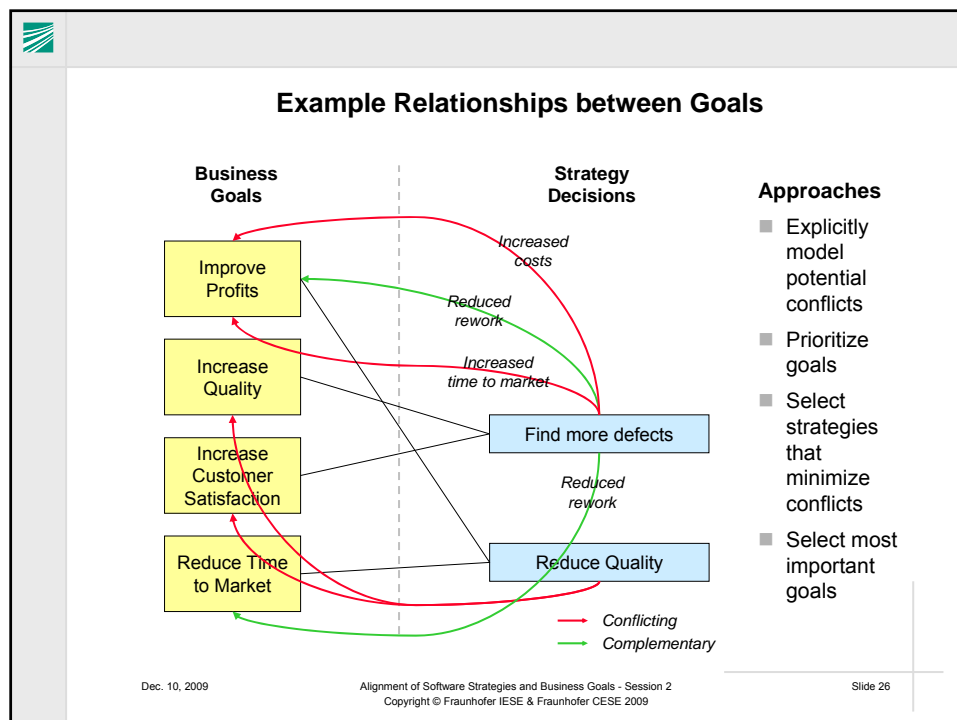 Example Relationships between Goals
Business
Goals
Strategy
Decisions
Improve
Profits
Increase
Quality
Increase
Customer
Satisfaction
Reduce Time
to Market
Increased
costs
Reduced
rework
Increased
time to market
Find more defects
Reduced
rework
Reduce Quality
Conflicting
Complementary
Approaches
Explicitly
model
potential
conflicts
Prioritize
goals
Select
strategies
that
minimize
conflicts
Select most
important
goals
Dec. 10, 2009
Alignment of Software Strategies and Business Goals - Session 2
Copyright © Fraunhofer IESE & Fraunhofer CESE 2009
Slide 26